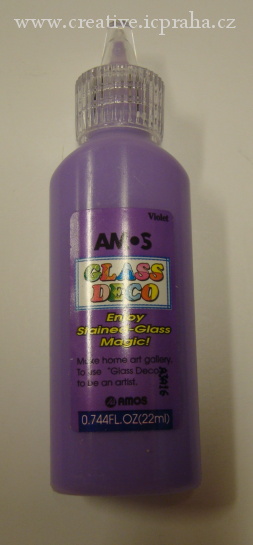 www.creative.icpraha.cz
Violet
AMOS
GLASS
DECO
Enjoy
Stained-Glass
Magic!
Make home art gallery.
To use "Glass Deco"
to be an artist.
A3A16
AMOS
0.744FL.OZ(22ml)